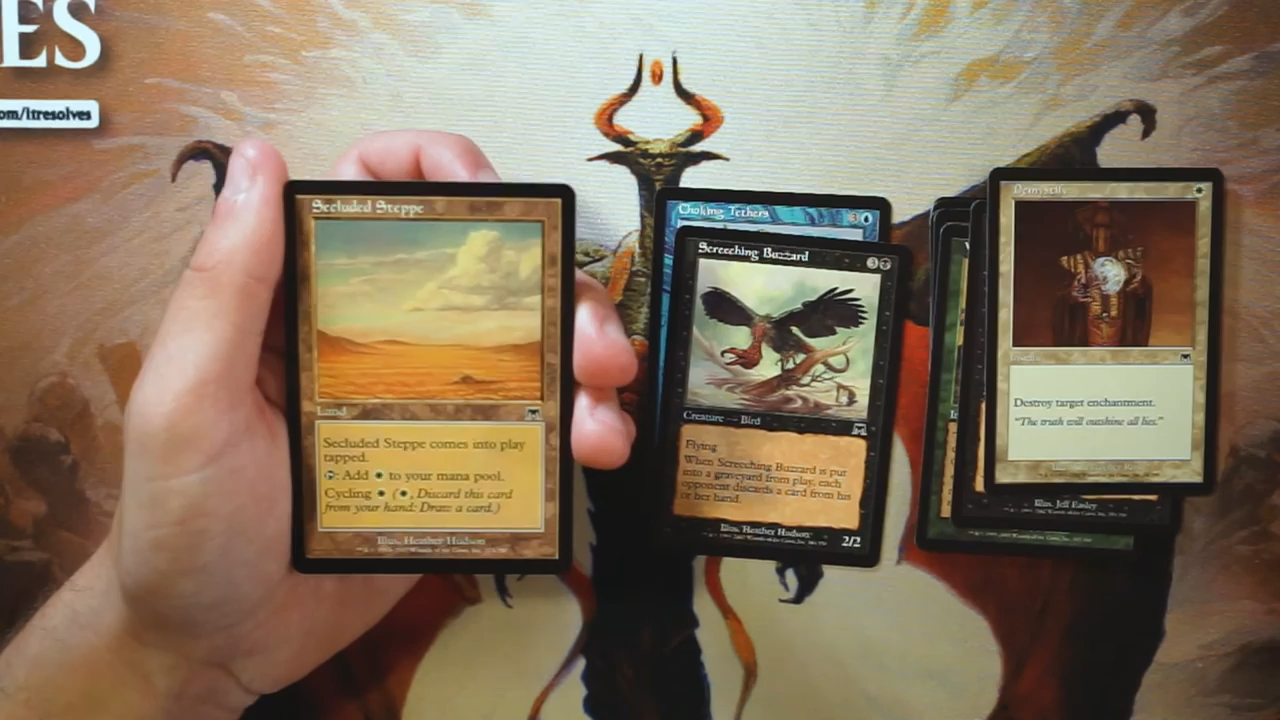 ES
om/itresolves
Secluded Steppe
Land
Secluded Steppe comes into play
tapped.
: Add to your mana pool.
Cycling ( , Discard this card
from your hand: Draw a card.)
Illus. Heather Hudson
Choking Tethers
3
Screeching Buzzard
3
Creature — Bird
Flying
When Screeching Buzzard is put
into a graveyard from play, each
opponent discards a card from his
or her hand.
Illus. Heather Hudson
2/2
Illus. Jeff Easley
Demystify
Instant
Destroy target enchantment.
"The truth will outshine all lies."